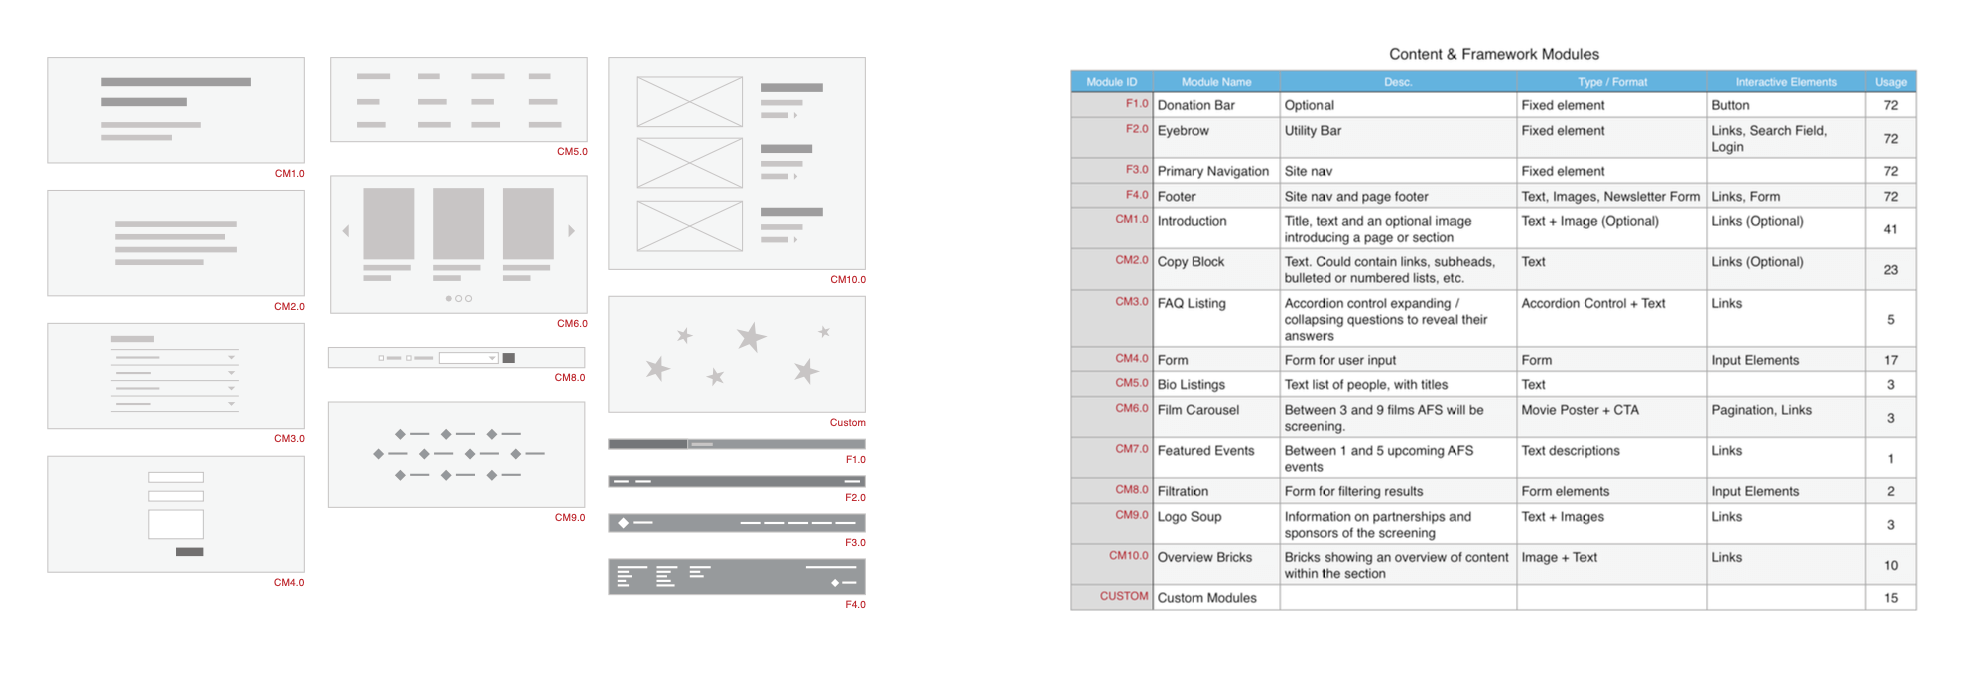 CM1.0
CM2.0
CM3.0
CM4.0
CM5.0
CM6.0
CM8.0
CM9.0
CM10.0
Custom
F1.0
F2.0
F3.0
F4.0
Content & Framework Modules
Module ID Module Name Desc. Type / Format Interactive Elements Usage
F1.0 Donation Bar Optional Fixed element Button 72
F2.0 Eyebrow Utility Bar Fixed element Links, Search Field,
Login 72
F3.0 Primary Navigation Site nav Fixed element 72
F4.0 Footer Site nav and page footer Text, Images, Newsletter Form Links, Form 72
CM1.0 Introduction Title, text and an optional image Text + Image (Optional) Links (Optional)
introducing a page or section 41
CM2.0 Copy Block Text. Could contain links, subheads, Text Links (Optional)
bulleted or numbered lists, etc. 23
CM3.0 FAQ Listing Accordion control expanding / Accordion Control + Text Links
collapsing questions to reveal their 5
answers
CM4.0 Form Form for user input Form Input Elements 17
CM5.0 Bio Listings Text list of people, with titles Text 3
CM6.0 Film Carousel Between 3 and 9 films AFS will be Movie Poster + CTA Pagination, Links
screening. 3
CM7.0 Featured Events Between 1 and 5 upcoming AFS Text descriptions Links
events 1
CM8.0 Filtration Form for filtering results Form elements Input Elements 2
CM9.0 Logo Soup Information on partnerships and Text + Images Links
sponsors of the screening 3
CM10.0 Overview Bricks Bricks showing an overview of content Image + Text Links
within the section 10
CUSTOM Custom Modules 15